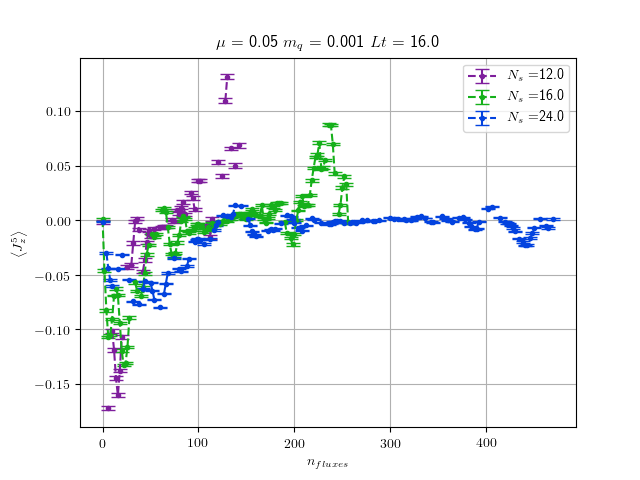 μ = 0.05 m_q = 0.001 Lt = 16.0
N_s =12.0
N_s =16.0
N_s =24.0
0.10
0.05
0.00
−0.05
−0.10
−0.15
⟨J_z^5⟩
0 100 200 300 400
n_fluxes